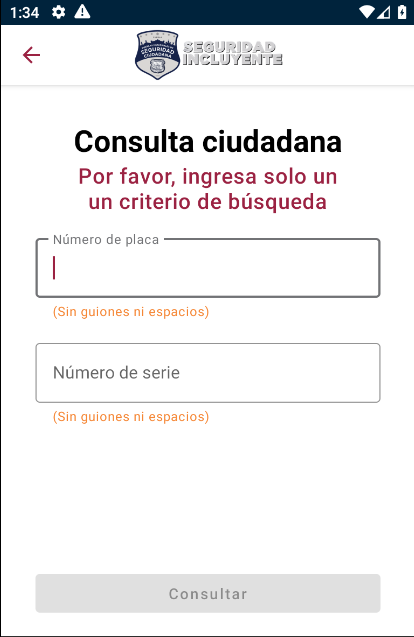 1:34
SEGURIDAD
CIUDADANA
SEGURIDAD
INCLUYENTE
Consulta ciudadana
Por favor, ingresa solo un
un criterio de búsqueda
Número de placa
(Sin guiones ni espacios)
Número de serie
(Sin guiones ni espacios)
Consultar